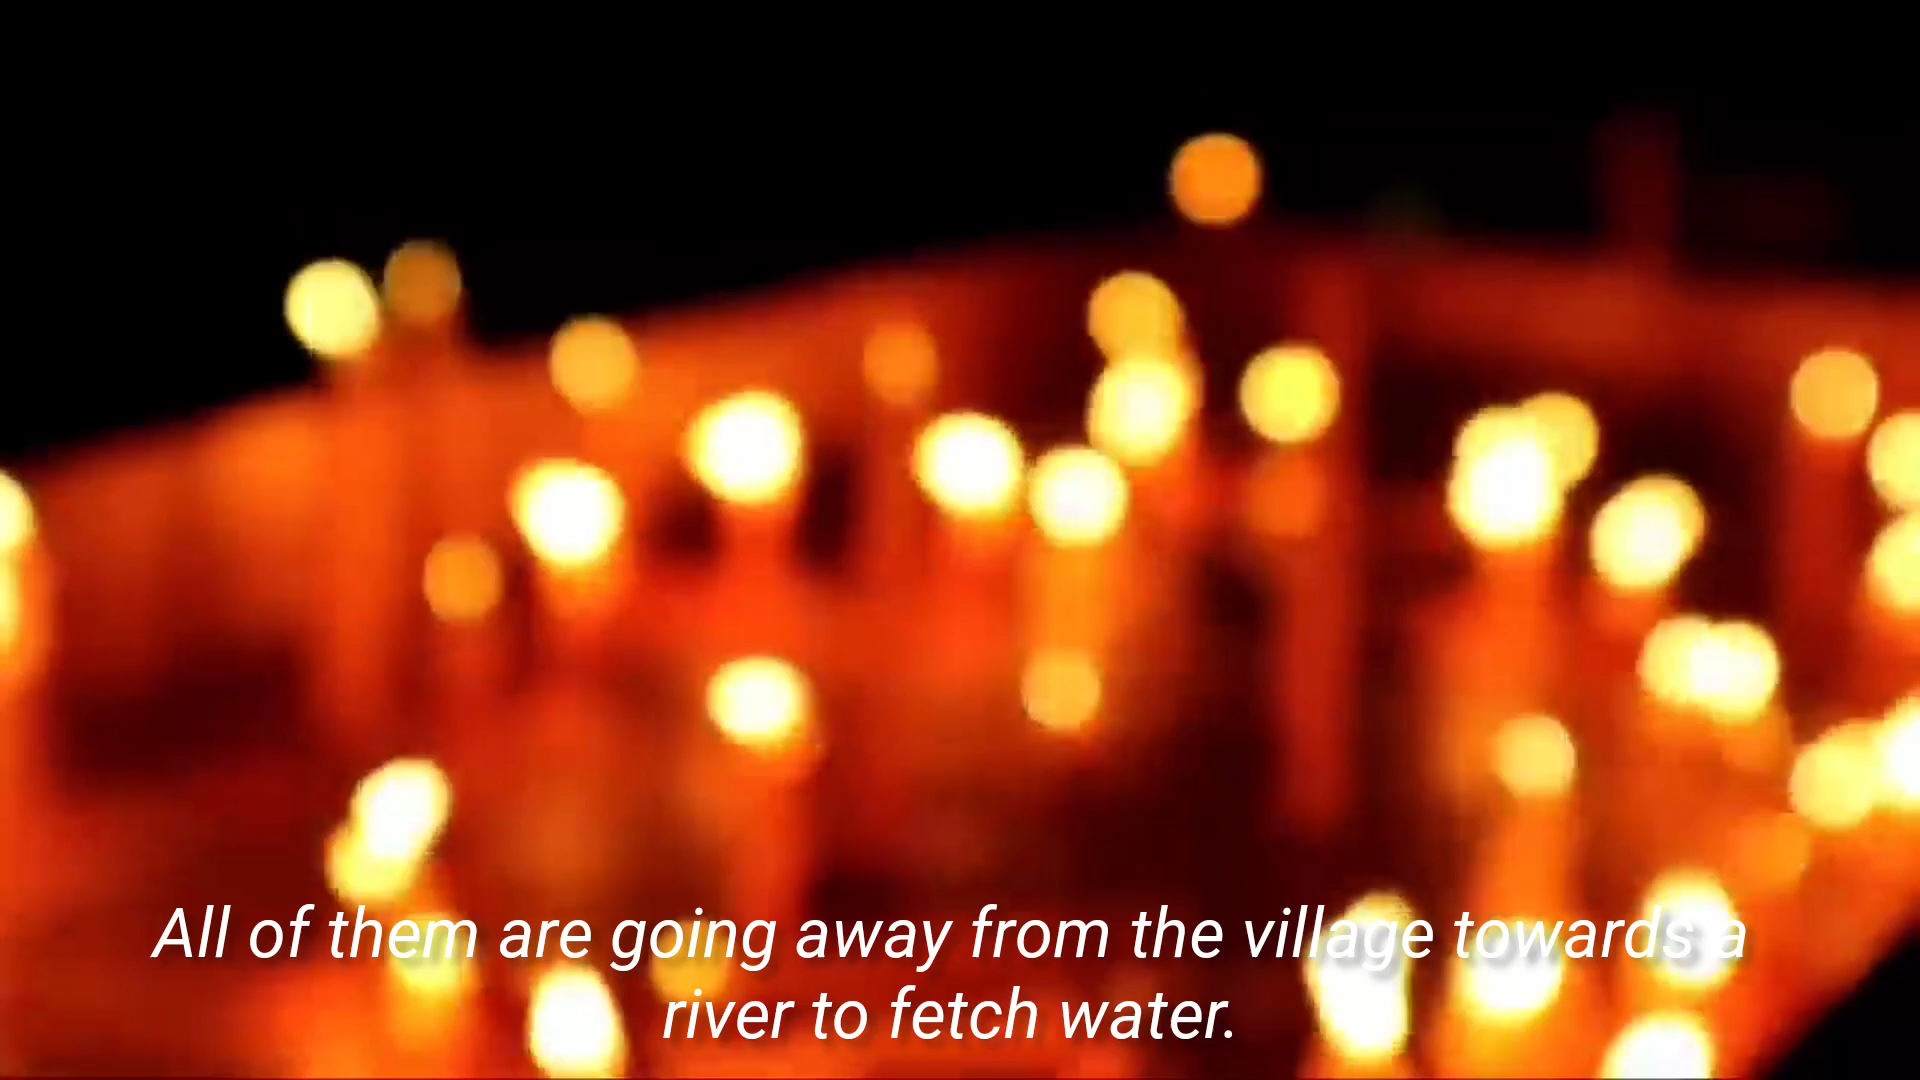 All of them are going away from the village towards a
river to fetch water.